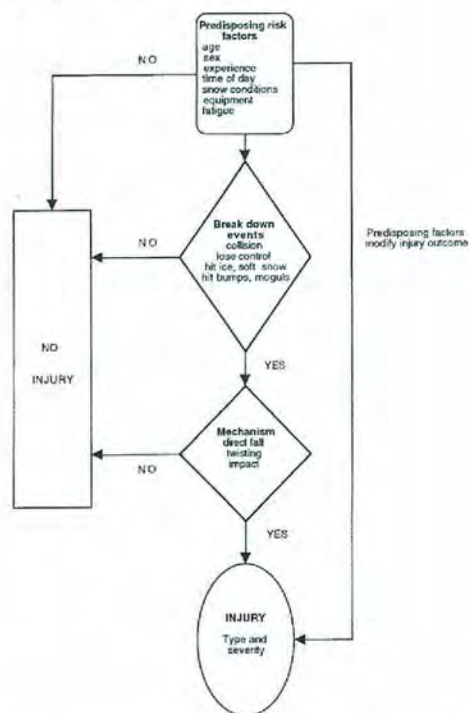 Predisposing risk
factors
age
sex
experience
time of day
snow conditions
equipment
fatigue
NO
Break down
events
collision
lose control
hit ice, soft snow
hit bumps, moguls
NO
Predisposing factors
modify injury outcome
NO
INJURY
YES
Mechanism
direct fall
twisting
impact
NO
YES
INJURY
Type and
severity